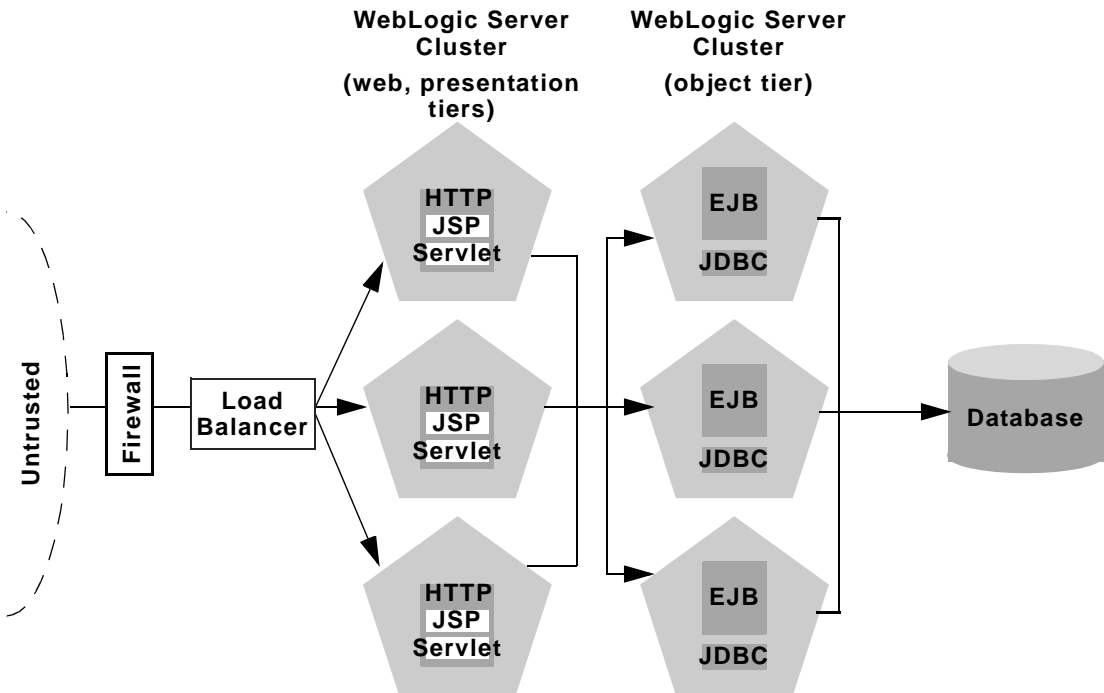 WebLogic Server
Cluster
(web, presentation
tiers)
WebLogic Server
Cluster
(object tier)
Untrusted
Firewall
Load
Balancer
HTTP
JSP
Servlet
HTTP
JSP
Servlet
HTTP
JSP
Servlet
EJB
JDBC
EJB
JDBC
EJB
JDBC
Database